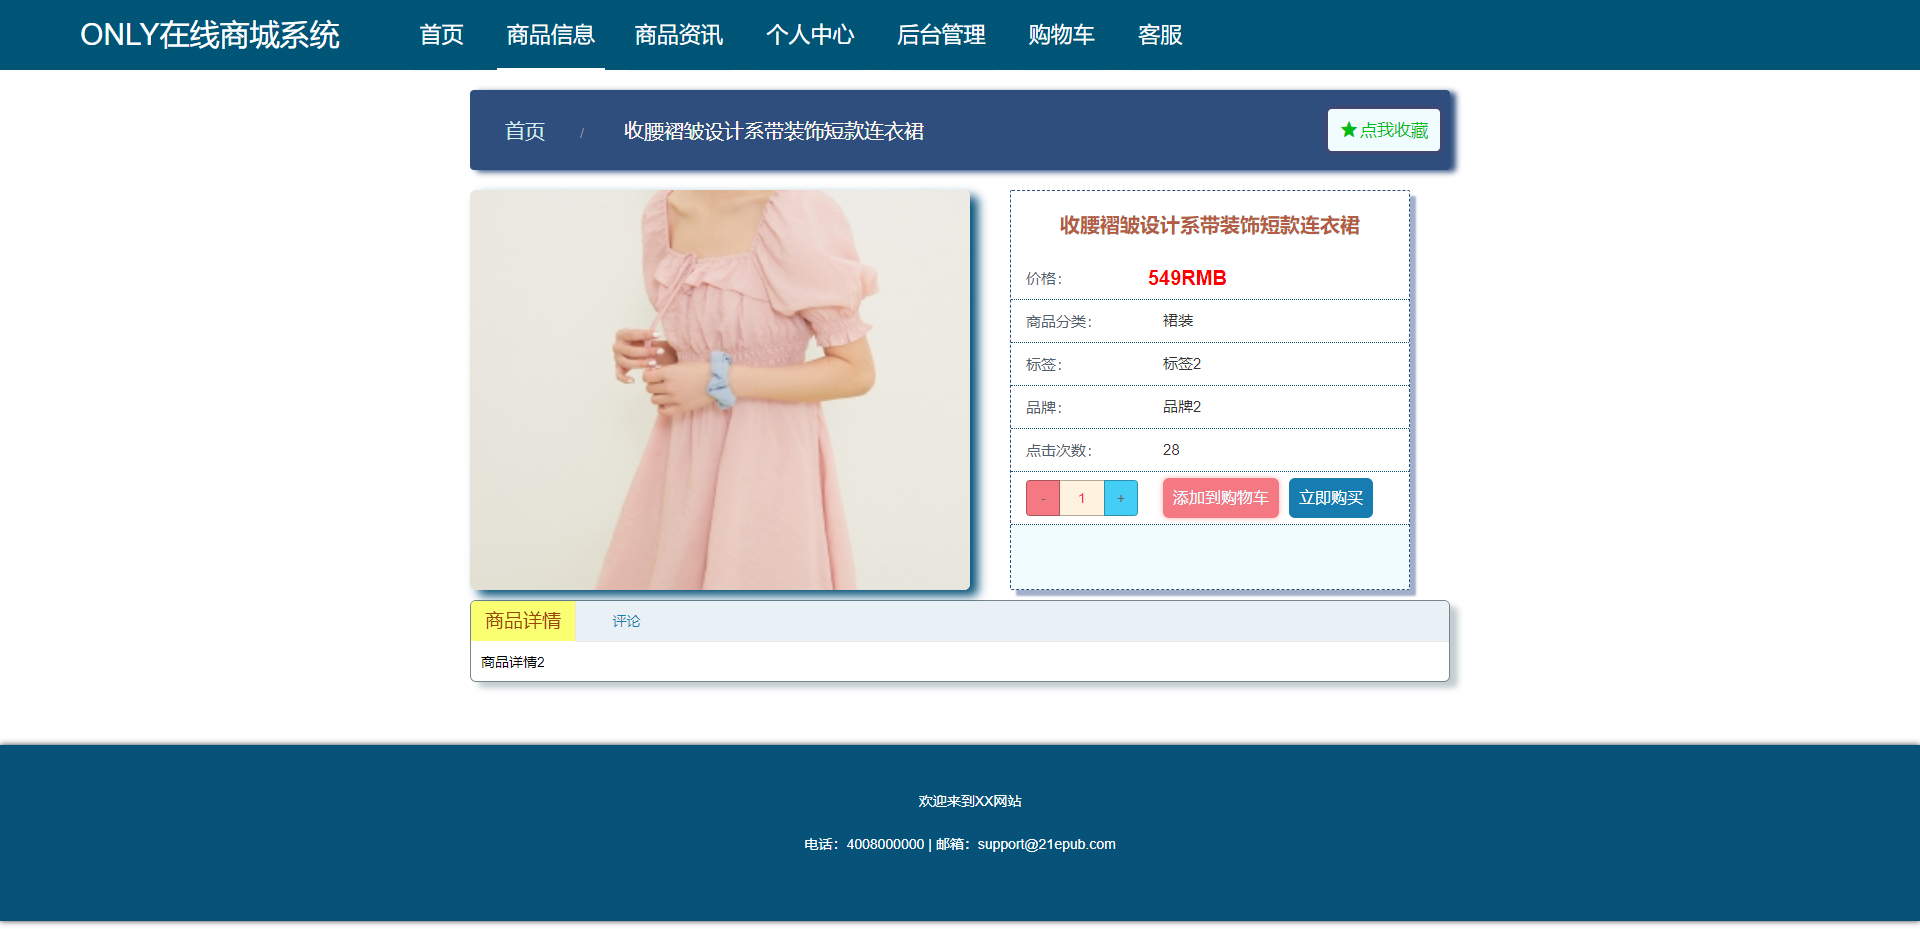 ONLY在线商城系统 首页 商品信息 商品资讯 个人中心 后台管理 购物车 客服
首页 / 收腰褶皱设计系带装饰短款连衣裙 ★点我收藏
收腰褶皱设计系带装饰短款连衣裙
价格： 549RMB
商品分类： 裙装
标签： 标签2
品牌： 品牌2
点击次数： 28
- 1 + 添加到购物车 立即购买
商品详情 评论
商品详情2
欢迎来到XX网站
电话：4008000000 | 邮箱：support@21epub.com